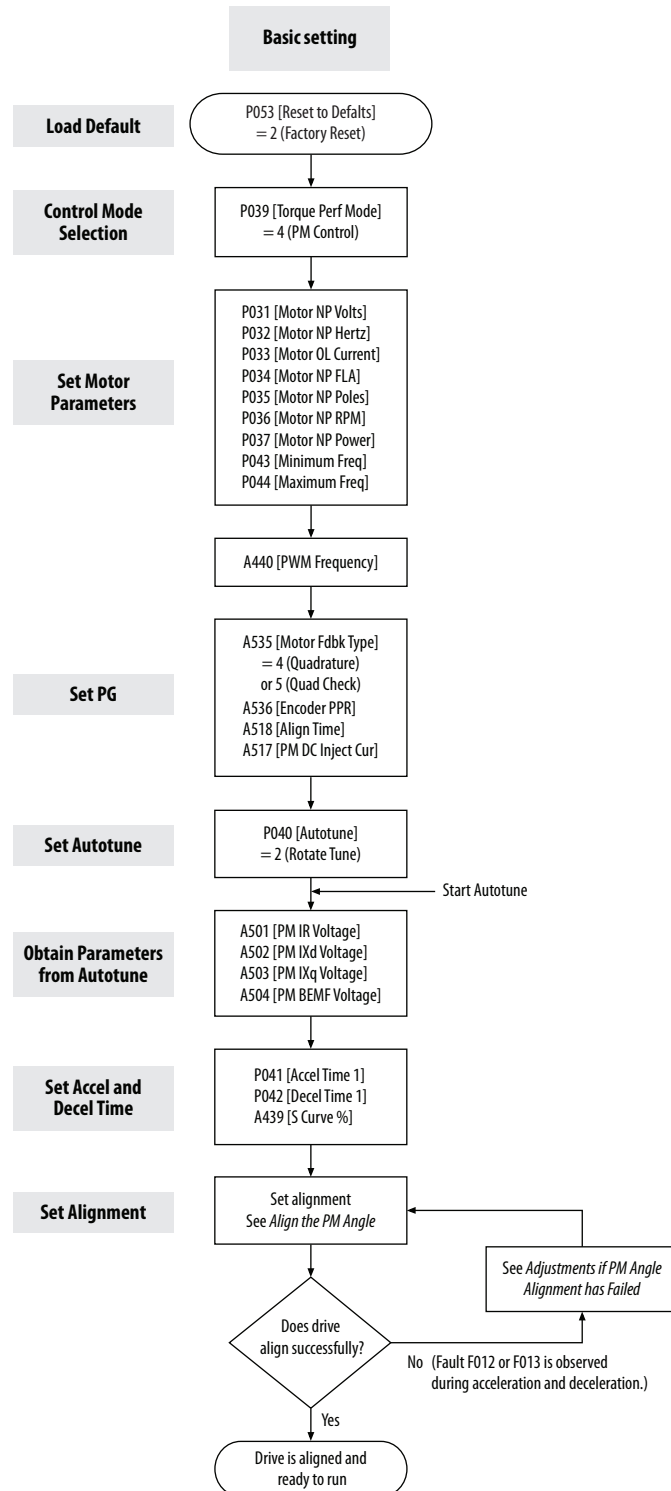 Basic setting
Load Default
P053 [Reset to Defalts]
= 2 (Factory Reset)
Control Mode
Selection
P039 [Torque Perf Mode]
= 4 (PM Control)
Set Motor
Parameters
P031 [Motor NP Volts]
P032 [Motor NP Hertz]
P033 [Motor OL Current]
P034 [Motor NP FLA]
P035 [Motor NP Poles]
P036 [Motor NP RPM]
P037 [Motor NP Power]
P043 [Minimum Freq]
P044 [Maximum Freq]
A440 [PWM Frequency]
Set PG
A535 [Motor Fdbk Type]
= 4 (Quadrature)
or 5 (Quad Check)
A536 [Encoder PPR]
A518 [Align Time]
A517 [PM DC Inject Cur]
Set Autotune
P040 [Autotune]
= 2 (Rotate Tune)
Start Autotune
Obtain Parameters
from Autotune
A501 [PM IR Voltage]
A502 [PM IXd Voltage]
A503 [PM IXq Voltage]
A504 [PM BEMF Voltage]
Set Accel and
Decel Time
P041 [Accel Time 1]
P042 [Decel Time 1]
A439 [S Curve %]
Set Alignment
Set alignment
See Align the PM Angle
See Adjustments if PM Angle
Alignment has Failed
Does drive
align successfully?
No (Fault F012 or F013 is observed
during acceleration and deceleration.)
Yes
Drive is aligned and
ready to run